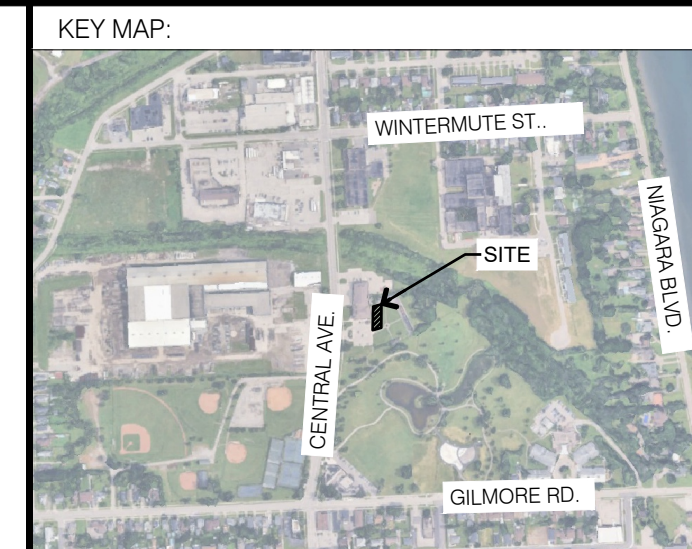 KEY MAP:
WINTERMUTE ST..
NIAGARA BLVD.
SITE
CENTRAL AVE.
GILMORE RD.